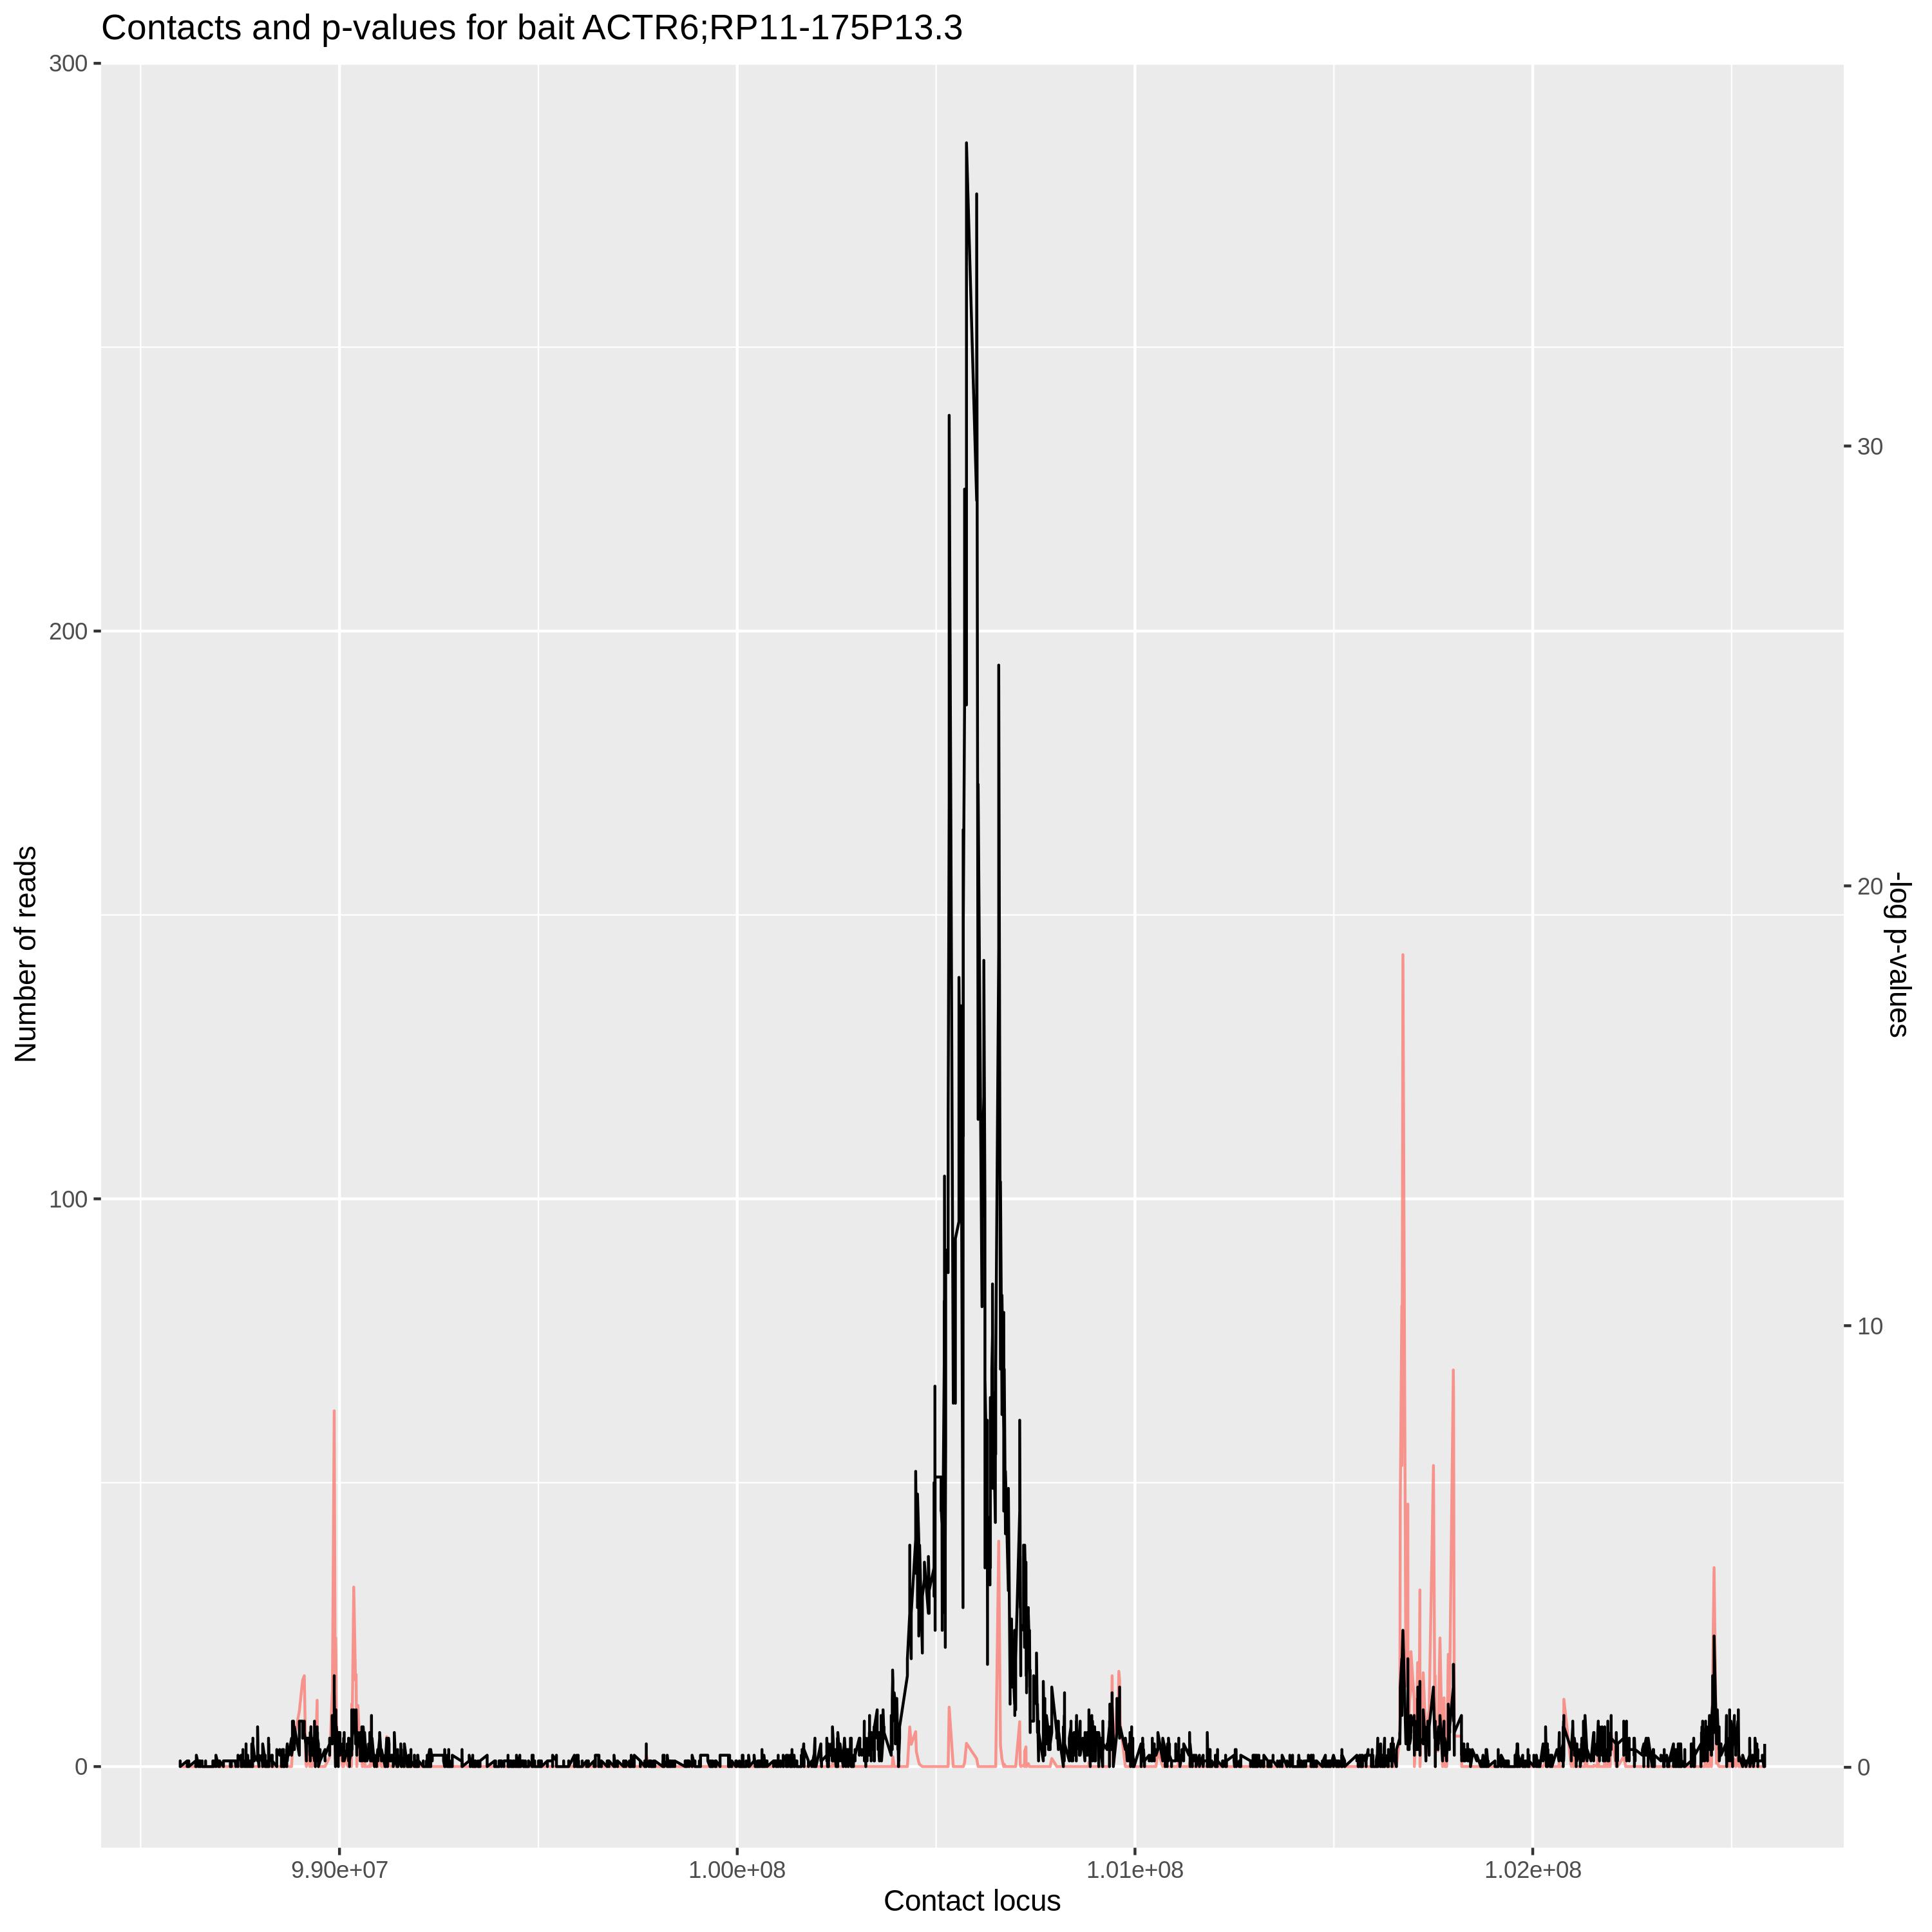 Contacts and p-values for bait ACTR6;RP11-175P13.3
300
200
100
0
Number of reads
30
20
10
0
-log p-values
9.90e+07
1.00e+08
1.01e+08
1.02e+08
Contact locus